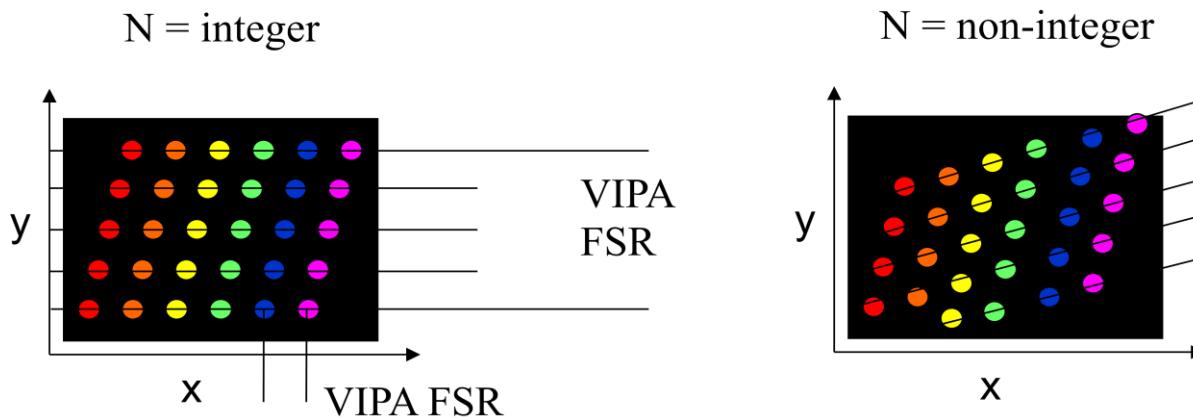 N = integer
N = non-integer
y
VIPA
FSR
x
VIPA FSR
y
x